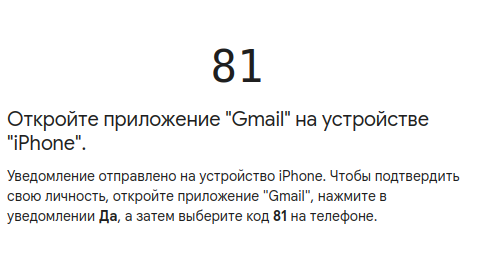 81
Откройте приложение "Gmail" на устройстве
"iPhone".
Уведомление отправлено на устройство iPhone. Чтобы подтвердить
свою личность, откройте приложение "Gmail", нажмите в
уведомлении Да, а затем выберите код 81 на телефоне.